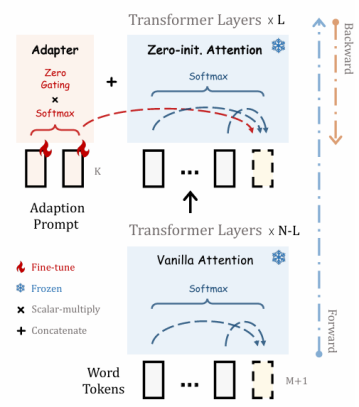 Transformer Layers x L
Backward
Adapter
Zero-init. Attention
Zero
Gating
×
Softmax
+
Softmax
K
...
Adaption
Prompt
Transformer Layers x N-L
Vanilla Attention
Softmax
Fine-tune
Frozen
× Scalar-multiply
+ Concatenate
Forward
Word
Tokens
...
M+1